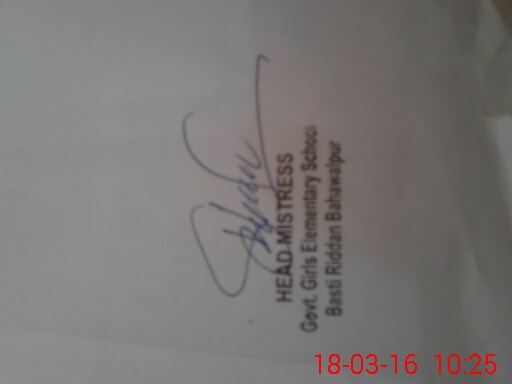 HEAD MISTRESS
Govt. Girls Elementary School
Basti Riddan Bahawalpur
18-03-16 10:25